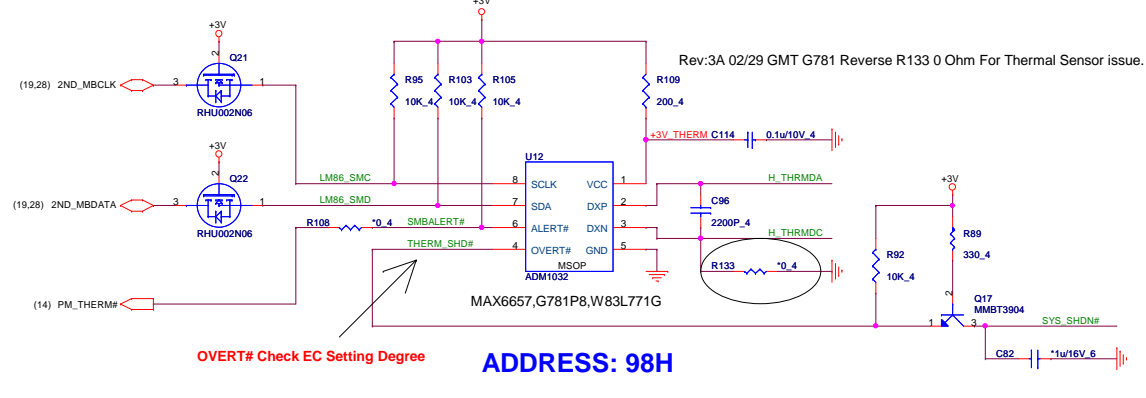 +3V
+3V
Q21
2
(19,28) 2ND_MBCLK
3
1
RHU002N06
R95
10K_4
R103
10K_4
R105
10K_4
R109
200_4
Rev:3A 02/29 GMT G781 Reverse R133 0 Ohm For Thermal Sensor issue.
+3V_THERM
C114
0.1u/10V_4
+3V
Q22
2
(19,28) 2ND_MBDATA
3
1
RHU002N06
LM86_SMC
LM86_SMD
R108
*0_4
SMBALERT#
THERM_SHD#
U12
8
SCLK
VCC
1
7
SDA
DXP
2
6
ALERT#
DXN
3
4
OVERT#
GND
5
MSOP
ADM1032
MAX6657,G781P8,W83L771G
H_THRMDA
C96
2200P_4
H_THRMDC
R133
*0_4
+3V
R92
10K_4
R89
330_4
2
Q17
MMBT3904
1
3
SYS_SHDN#
C82
*1u/16V_6
(14) PM_THERM#
OVERT# Check EC Setting Degree
ADDRESS: 98H